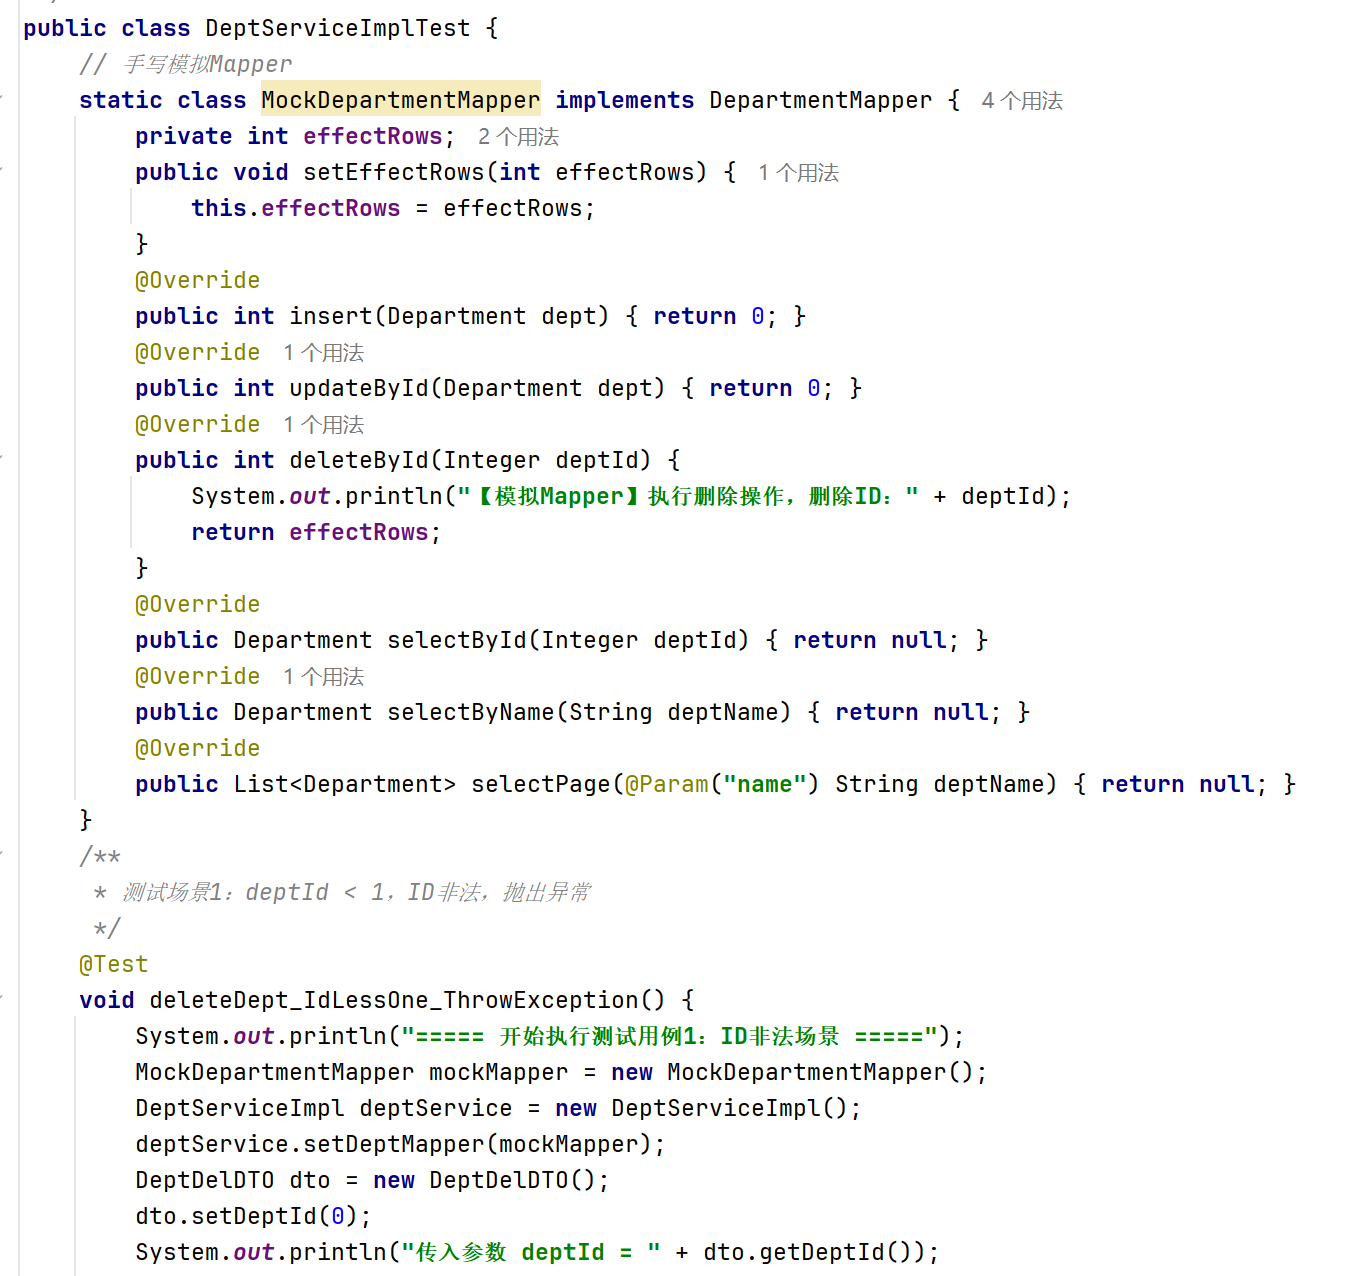 public class DeptServiceImplTest {
// 手写模拟Mapper
static class MockDepartmentMapper implements DepartmentMapper { 4 个用法
private int effectRows; 2 个用法
public void setEffectRows(int effectRows) { 1 个用法
this.effectRows = effectRows;
}
@Override
public int insert(Department dept) { return 0; }
@Override 1 个用法
public int updateById(Department dept) { return 0; }
@Override 1 个用法
public int deleteById(Integer deptId) {
System.out.println("【模拟Mapper】执行删除操作，删除ID：" + deptId);
return effectRows;
}
@Override
public Department selectById(Integer deptId) { return null; }
@Override 1 个用法
public Department selectByName(String deptName) { return null; }
@Override
public List<Department> selectPage(@Param("name") String deptName) { return null; }
}
/**
* 测试场景1：deptId < 1，ID非法，抛出异常
*/
@Test
void deleteDept_IdLessOne_ThrowException() {
System.out.println("===== 开始执行测试用例1：ID非法场景 =====");
MockDepartmentMapper mockMapper = new MockDepartmentMapper();
DeptServiceImpl deptService = new DeptServiceImpl();
deptService.setDeptMapper(mockMapper);
DeptDelDTO dto = new DeptDelDTO();
dto.setDeptId(0);
System.out.println("传入参数 deptId = " + dto.getDeptId());